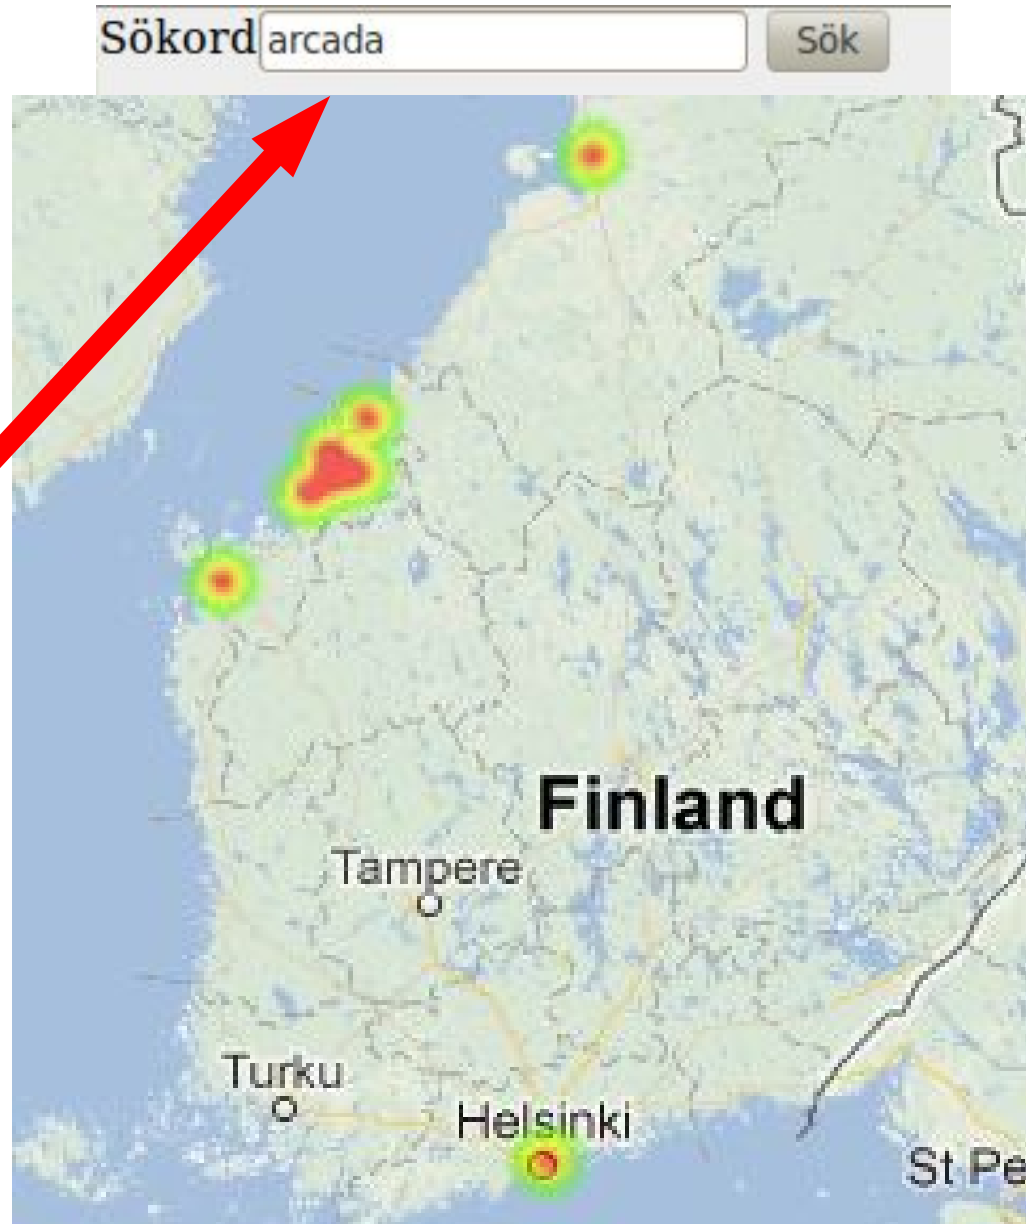 Sökord arcada Sök
Finland
Tampere
Turku
Helsinki
St Pe